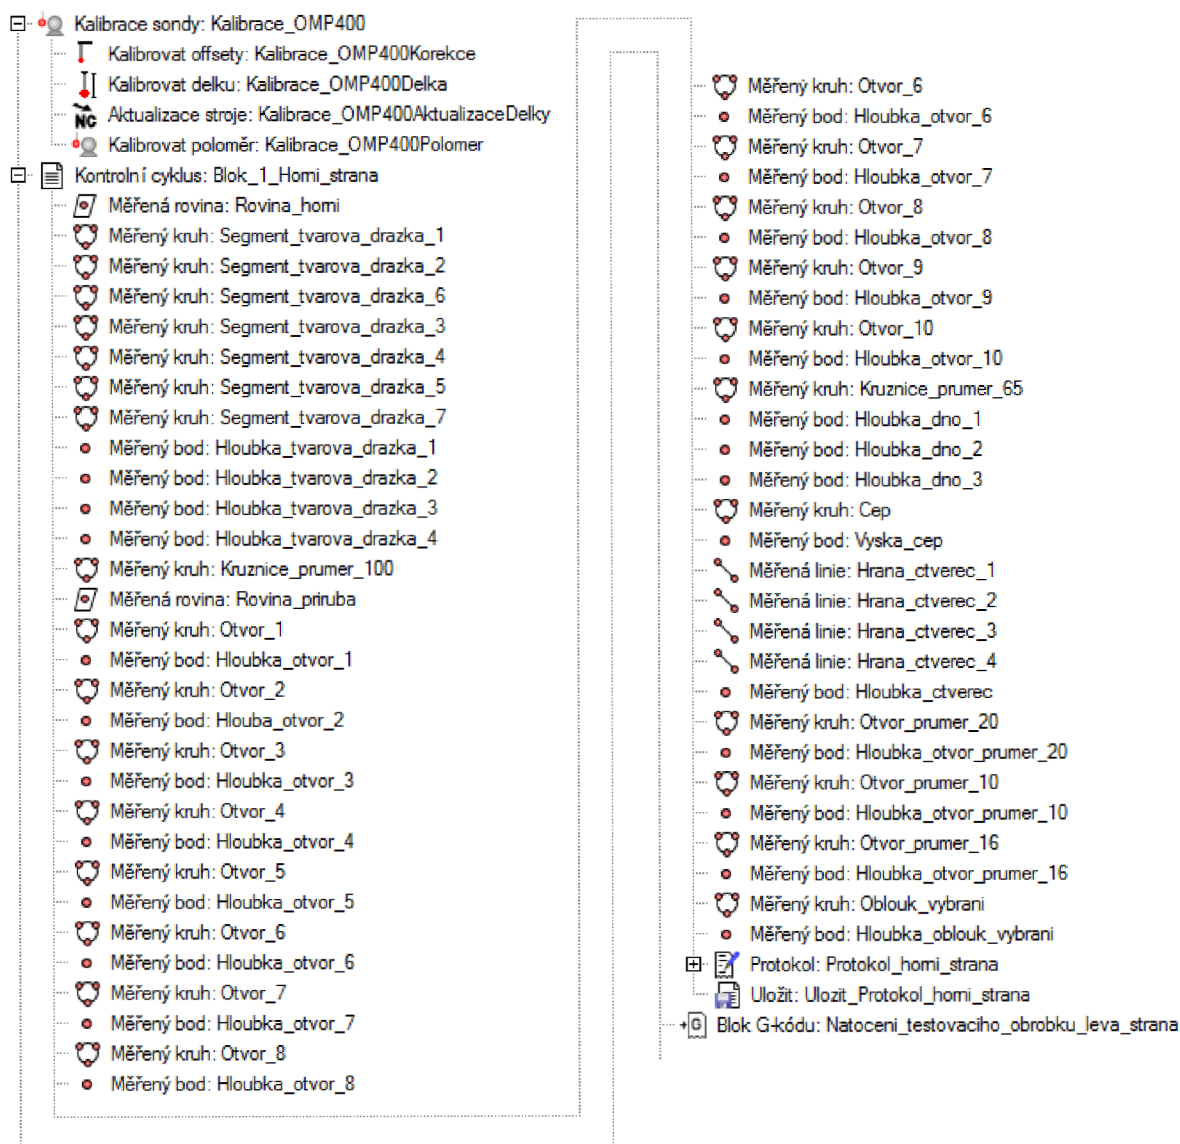 Kalibrace sondy: Kalibrace_OMP400
Kalibrovat offsety: Kalibrace_OMP400Korekce
Kalibrovat delku: Kalibrace_OMP400Delka
NC Aktualizace stroje: Kalibrace_OMP400AktualizaceDelky
Kalibrovat poloměr: Kalibrace_OMP400Polomer
Kontrolní cyklus: Blok_1_Horni_strana
Měřená rovina: Rovina_horni
Měřený kruh: Segment_tvarova_drazka_1
Měřený kruh: Segment_tvarova_drazka_2
Měřený kruh: Segment_tvarova_drazka_6
Měřený kruh: Segment_tvarova_drazka_3
Měřený kruh: Segment_tvarova_drazka_4
Měřený kruh: Segment_tvarova_drazka_5
Měřený kruh: Segment_tvarova_drazka_7
Měřený bod: Hloubka_tvarova_drazka_1
Měřený bod: Hloubka_tvarova_drazka_2
Měřený bod: Hloubka_tvarova_drazka_3
Měřený bod: Hloubka_tvarova_drazka_4
Měřený kruh: Kruznice_prumer_100
Měřená rovina: Rovina_priruba
Měřený kruh: Otvor_1
Měřený bod: Hloubka_otvor_1
Měřený kruh: Otvor_2
Měřený bod: Hlouba_otvor_2
Měřený kruh: Otvor_3
Měřený bod: Hloubka_otvor_3
Měřený kruh: Otvor_4
Měřený bod: Hloubka_otvor_4
Měřený kruh: Otvor_5
Měřený bod: Hloubka_otvor_5
Měřený kruh: Otvor_6
Měřený bod: Hloubka_otvor_6
Měřený kruh: Otvor_7
Měřený bod: Hloubka_otvor_7
Měřený kruh: Otvor_8
Měřený bod: Hloubka_otvor_8
Měřený kruh: Otvor_6
Měřený bod: Hloubka_otvor_6
Měřený kruh: Otvor_7
Měřený bod: Hloubka_otvor_7
Měřený kruh: Otvor_8
Měřený bod: Hloubka_otvor_8
Měřený kruh: Otvor_9
Měřený bod: Hloubka_otvor_9
Měřený kruh: Otvor_10
Měřený bod: Hloubka_otvor_10
Měřený kruh: Kruznice_prumer_65
Měřený bod: Hloubka_dno_1
Měřený bod: Hloubka_dno_2
Měřený bod: Hloubka_dno_3
Měřený kruh: Cep
Měřený bod: Vyska_cep
Měřená linie: Hrana_ctverec_1
Měřená linie: Hrana_ctverec_2
Měřená linie: Hrana_ctverec_3
Měřená linie: Hrana_ctverec_4
Měřený bod: Hloubka_ctverec
Měřený kruh: Otvor_prumer_20
Měřený bod: Hloubka_otvor_prumer_20
Měřený kruh: Otvor_prumer_10
Měřený bod: Hloubka_otvor_prumer_10
Měřený kruh: Otvor_prumer_16
Měřený bod: Hloubka_otvor_prumer_16
Měřený kruh: Oblouk_vybrani
Měřený bod: Hloubka_oblouk_vybrani
Protokol: Protokol_horni_strana
Uložit: Ulozit_Protokol_horni_strana
G Blok G-kódu: Natoceni_testovaciho_obrobku_leva_strana